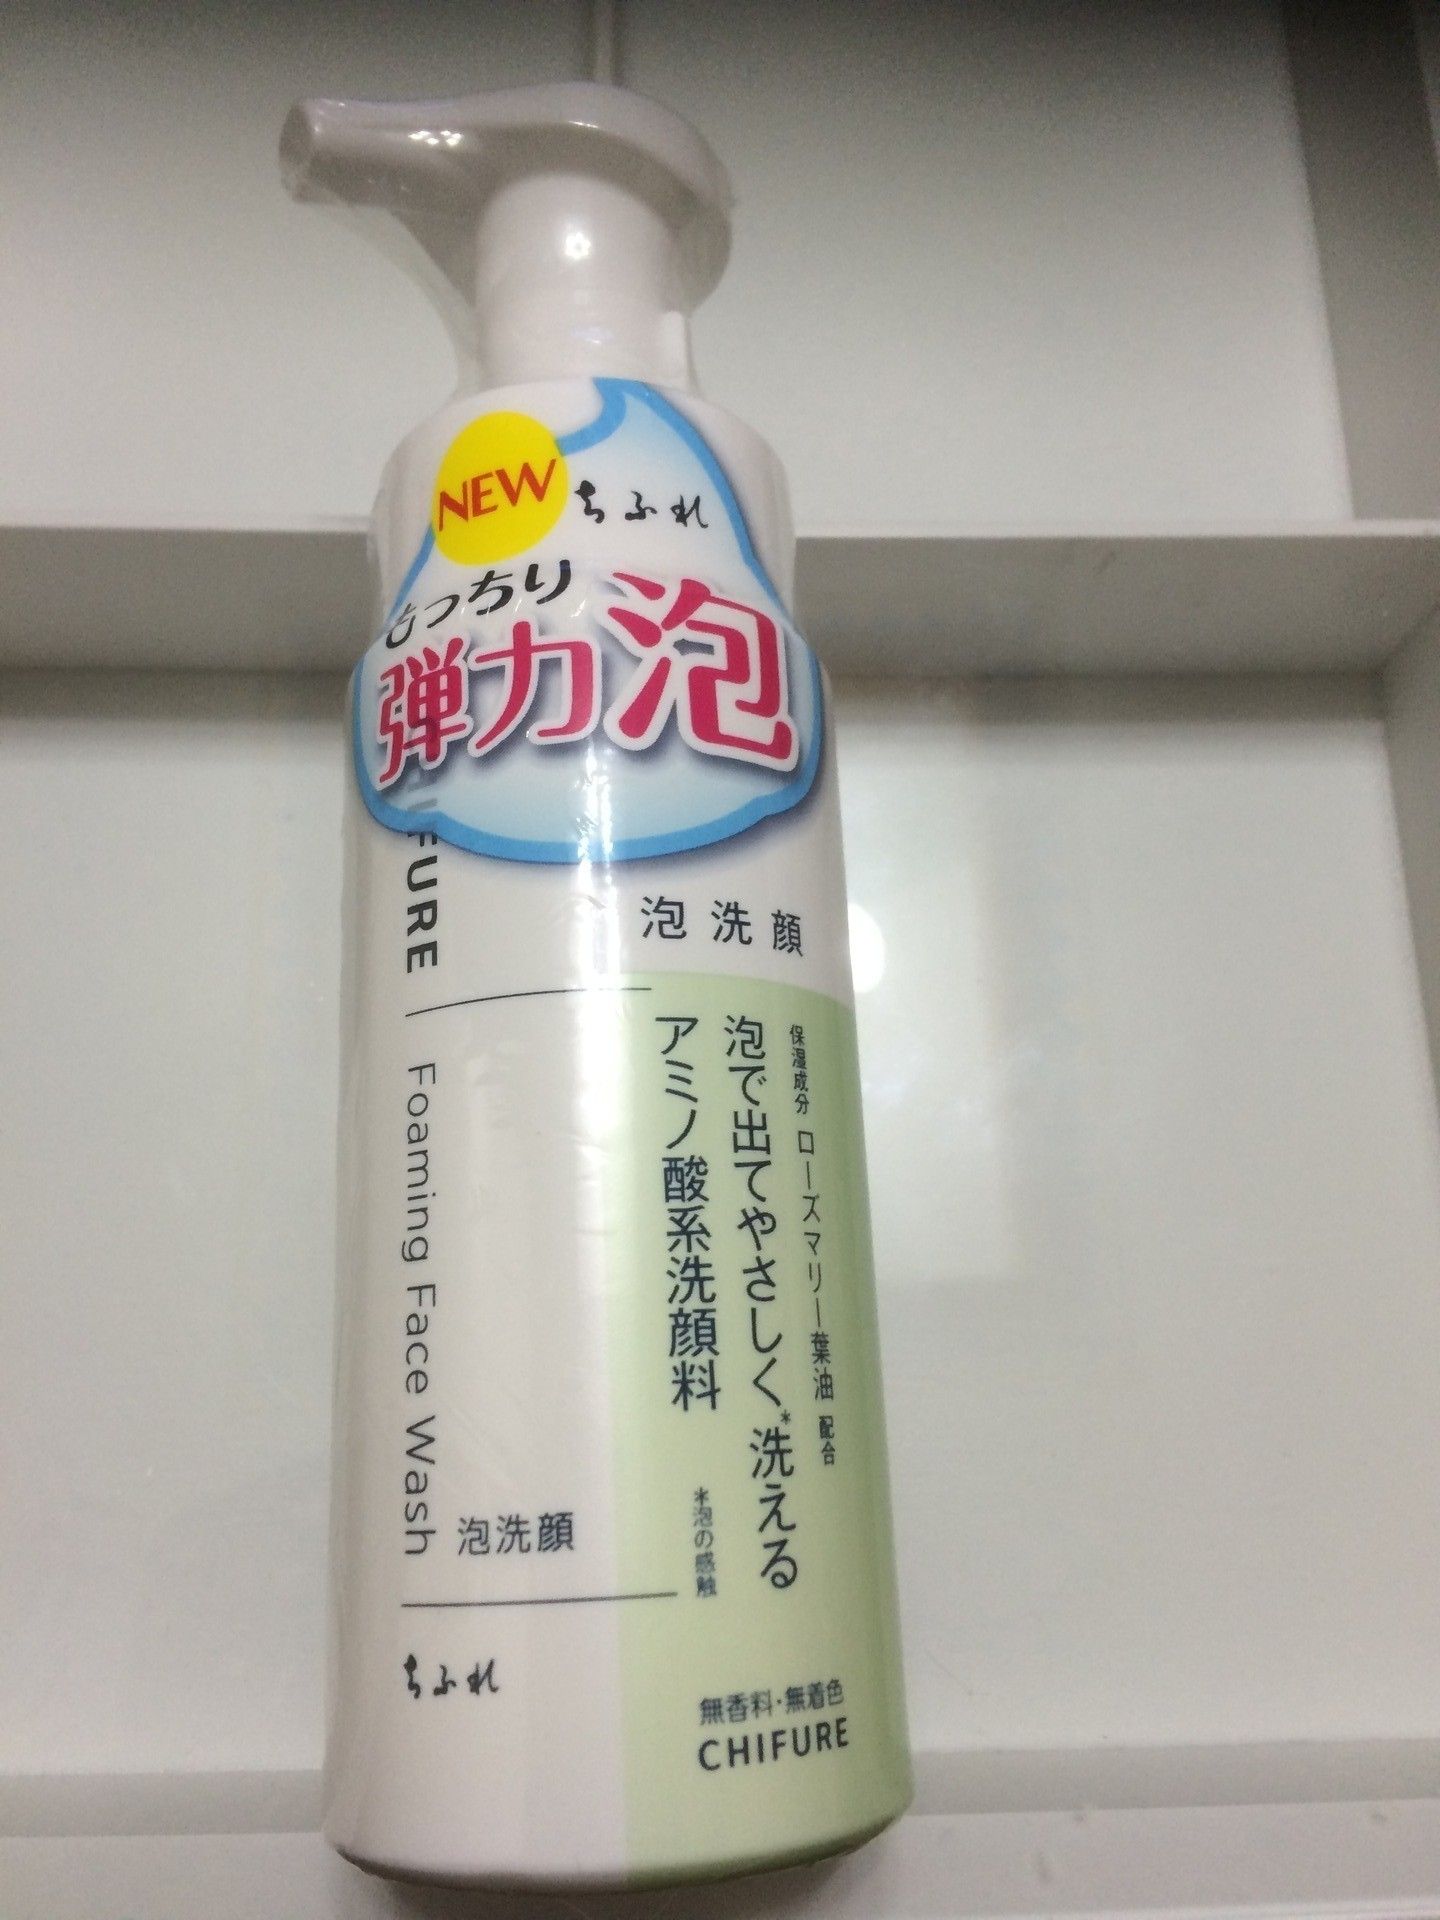 NEW
ちふれ
もっちり
弾力泡
CHIFURE
泡洗顔
保湿成分 ローズマリー葉油 配合
泡で出てやさしく*洗える
アミノ酸系洗顔料
*泡の感触
Foaming Face Wash
泡洗顔
ちふれ
無香料・無着色
CHIFURE